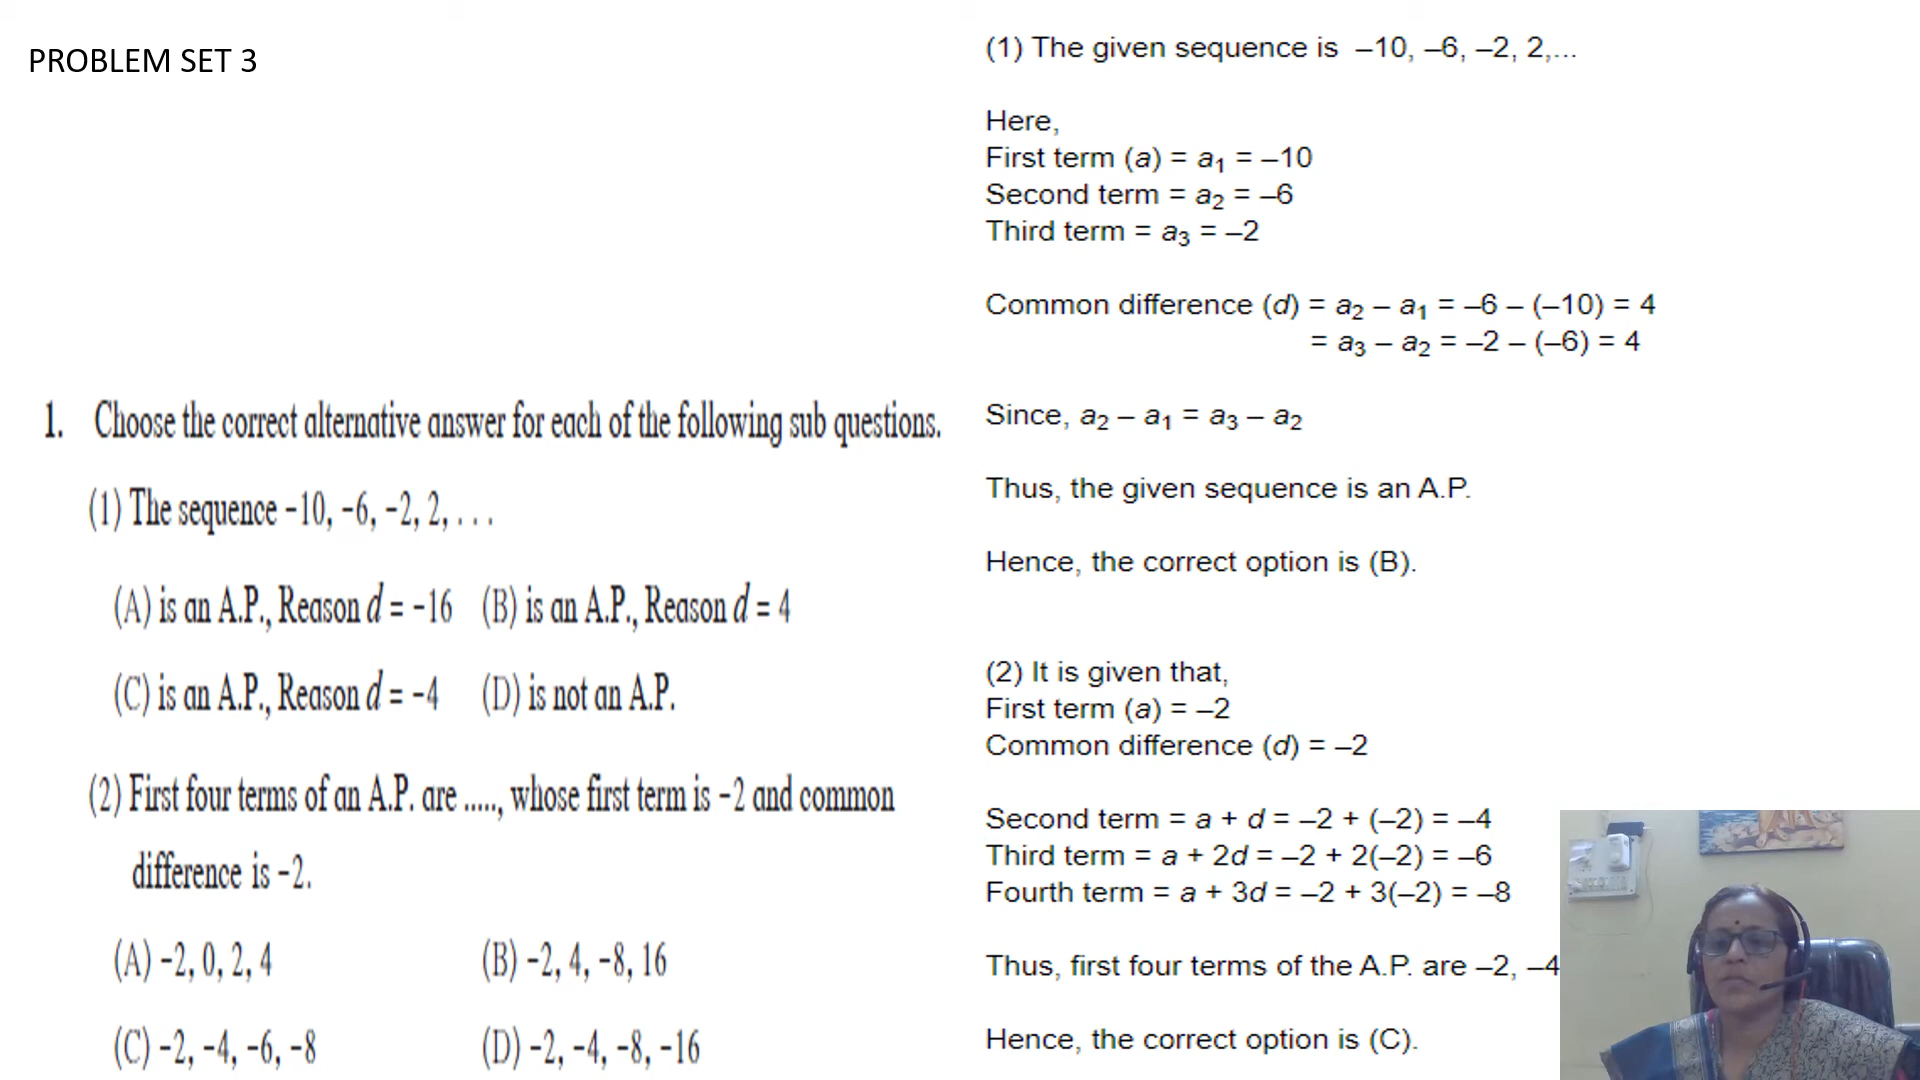 PROBLEM SET 3
1. Choose the correct alternative answer for each of the following sub questions.
(1) The sequence -10, -6, -2, 2, . . .
(A) is an A.P., Reason d = -16 (B) is an A.P., Reason d = 4
(C) is an A.P., Reason d = -4 (D) is not an A.P.
(2) First four terms of an A.P. are ....., whose first term is -2 and common
difference is -2.
(A) -2, 0, 2, 4 (B) -2, 4, -8, 16
(C) -2, -4, -6, -8 (D) -2, -4, -8, -16
(1) The given sequence is –10, –6, –2, 2,...
Here,
First term (a) = a₁ = –10
Second term = a₂ = –6
Third term = a₃ = –2
Common difference (d) = a₂ – a₁ = –6 – (–10) = 4
= a₃ – a₂ = –2 – (–6) = 4
Since, a₂ – a₁ = a₃ – a₂
Thus, the given sequence is an A.P.
Hence, the correct option is (B).
(2) It is given that,
First term (a) = –2
Common difference (d) = –2
Second term = a + d = –2 + (–2) = –4
Third term = a + 2d = –2 + 2(–2) = –6
Fourth term = a + 3d = –2 + 3(–2) = –8
Thus, first four terms of the A.P. are –2, –4
Hence, the correct option is (C).